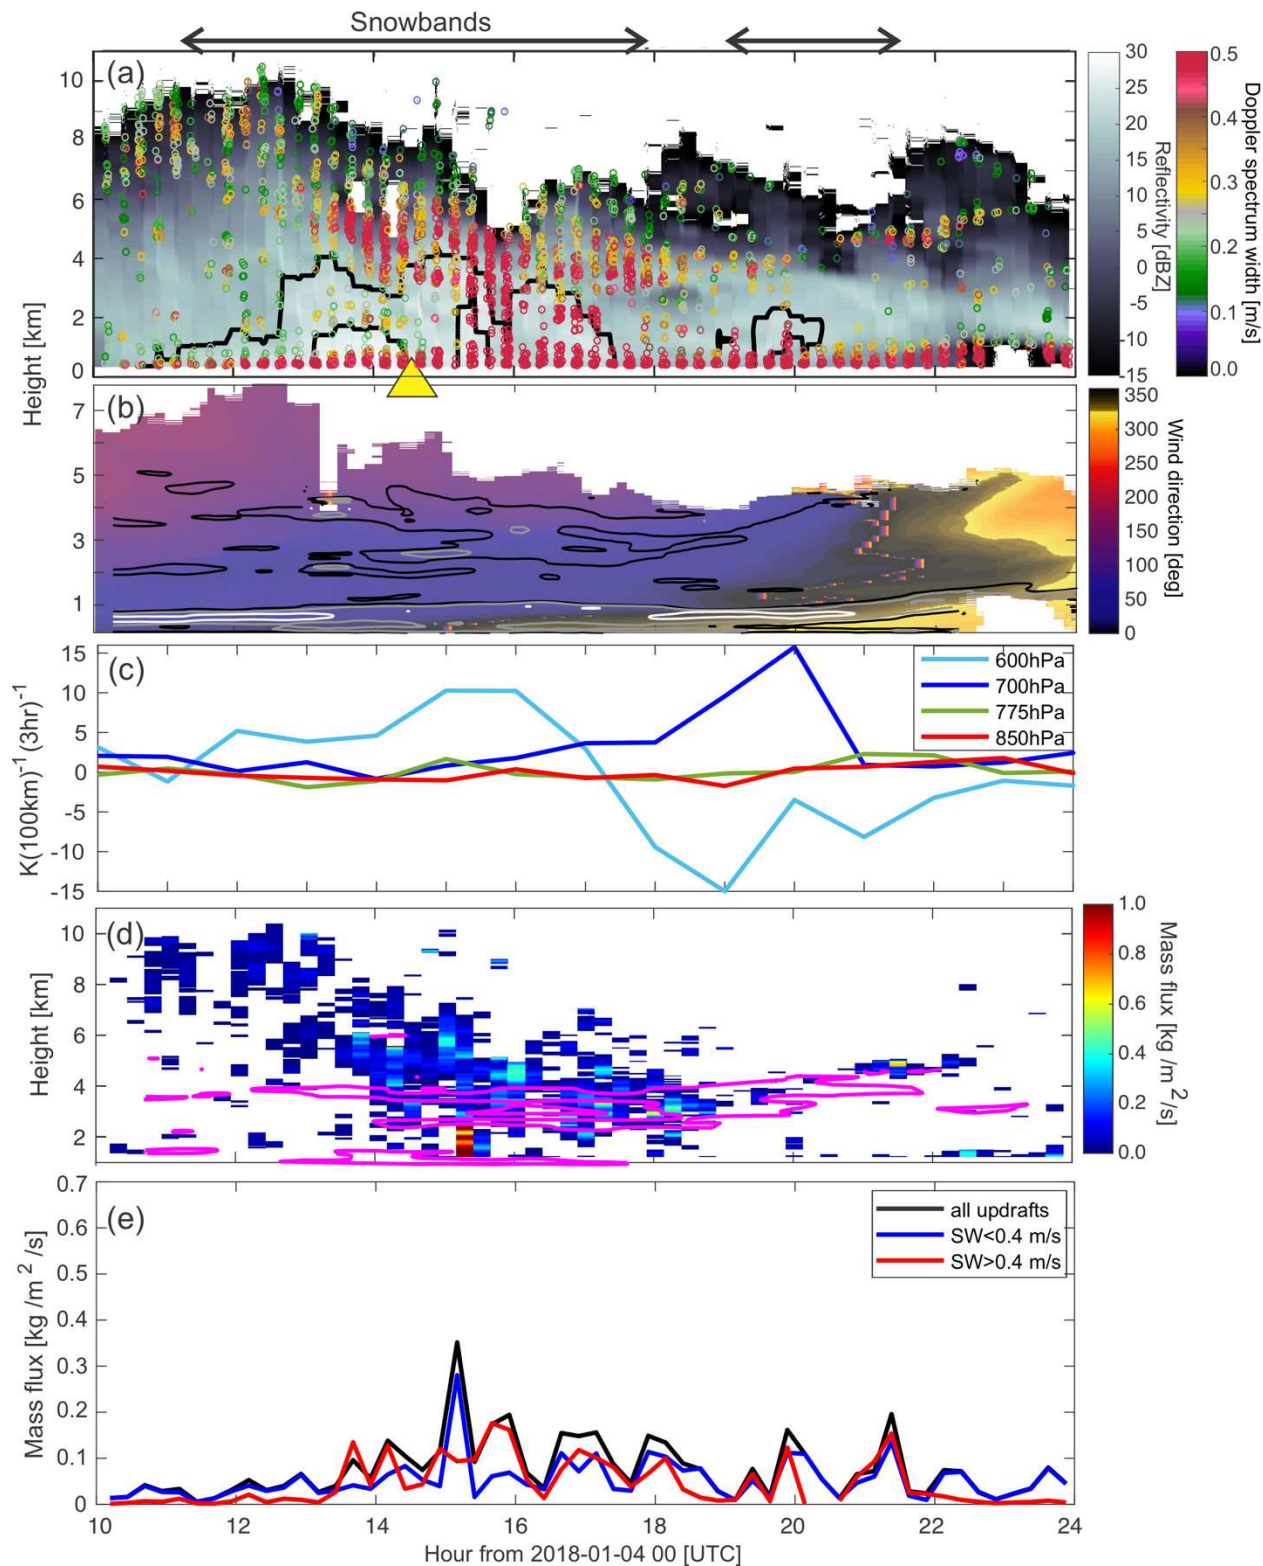 Snowbands
(a)
10
8
6
4
2
0
30
25
20
15
10
5
0
-5
-10
-15
Reflectivity [dBZ]
0.5
0.4
0.3
0.2
0.1
0.0
Doppler spectrum width [m/s]
Height [km]
(b)
7
5
3
1
350
300
250
200
150
100
50
0
Wind direction [deg]
(c)
15
10
5
0
-5
-10
-15
K(100km)⁻¹ (3hr)⁻¹
600hPa
700hPa
775hPa
850hPa
(d)
10
8
6
4
2
Height [km]
1.0
0.8
0.6
0.4
0.2
0.0
Mass flux [kg /m²/s]
(e)
0.7
0.6
0.5
0.4
0.3
0.2
0.1
0
Mass flux [kg /m² /s]
all updrafts
SW<0.4 m/s
SW>0.4 m/s
10 12 14 16 18 20 22 24
Hour from 2018-01-04 00 [UTC]